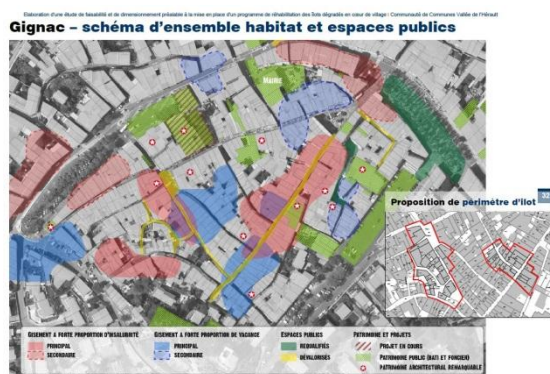 Elaboration d'une étude de faisabilité et de dimensionnement préalable à la mise en place d'un programme de réhabilitation des îlots dégradés en coeur de village - Communauté de Communes Vallée de l'Hérault
Gignac – schéma d'ensemble habitat et espaces publics
Mairie
Proposition de périmètre d'îlot
GISEMENT À FORTE PROPORTION D'INSALUBRITÉ
PRINCIPAL
SECONDAIRE
GISEMENT À FORTE PROPORTION DE VACANCE
PRINCIPAL
SECONDAIRE
ESPACES PUBLICS
REQUALIFIÉS
DÉVALORISÉS
PATRIMOINE ET PROJETS
PROJET EN COURS
PATRIMOINE PUBLIC (BATI ET FONCIER)
PATRIMOINE ARCHITECTURAL REMARQUABLE